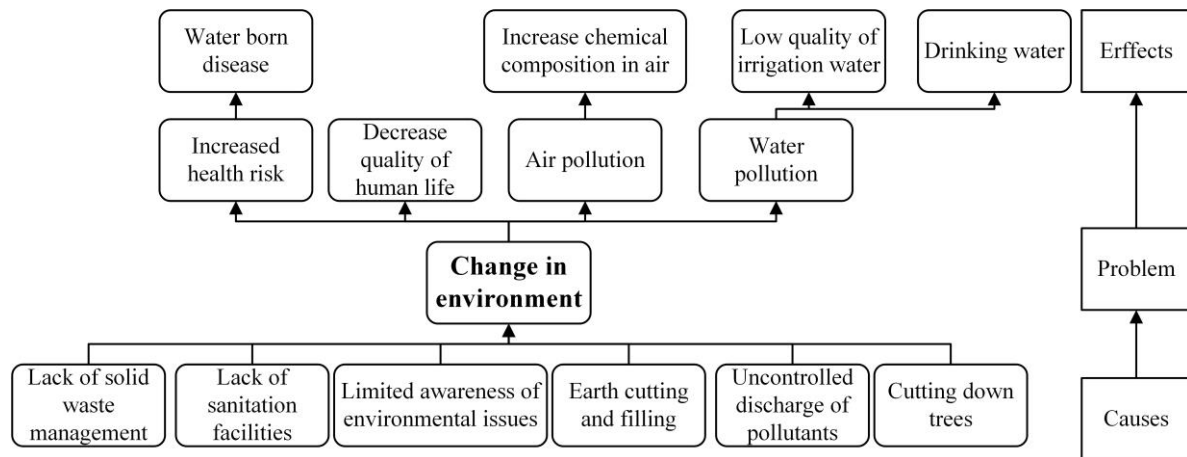 Water born
disease
Increase chemical
composition in air
Low quality of
irrigation water
Drinking water
Erffects
Increased
health risk
Decrease
quality of
human life
Air pollution
Water
pollution
Change in
environment
Problem
Lack of solid
waste
management
Lack of
sanitation
facilities
Limited awareness of
environmental issues
Earth cutting
and filling
Uncontrolled
discharge of
pollutants
Cutting down
trees
Causes